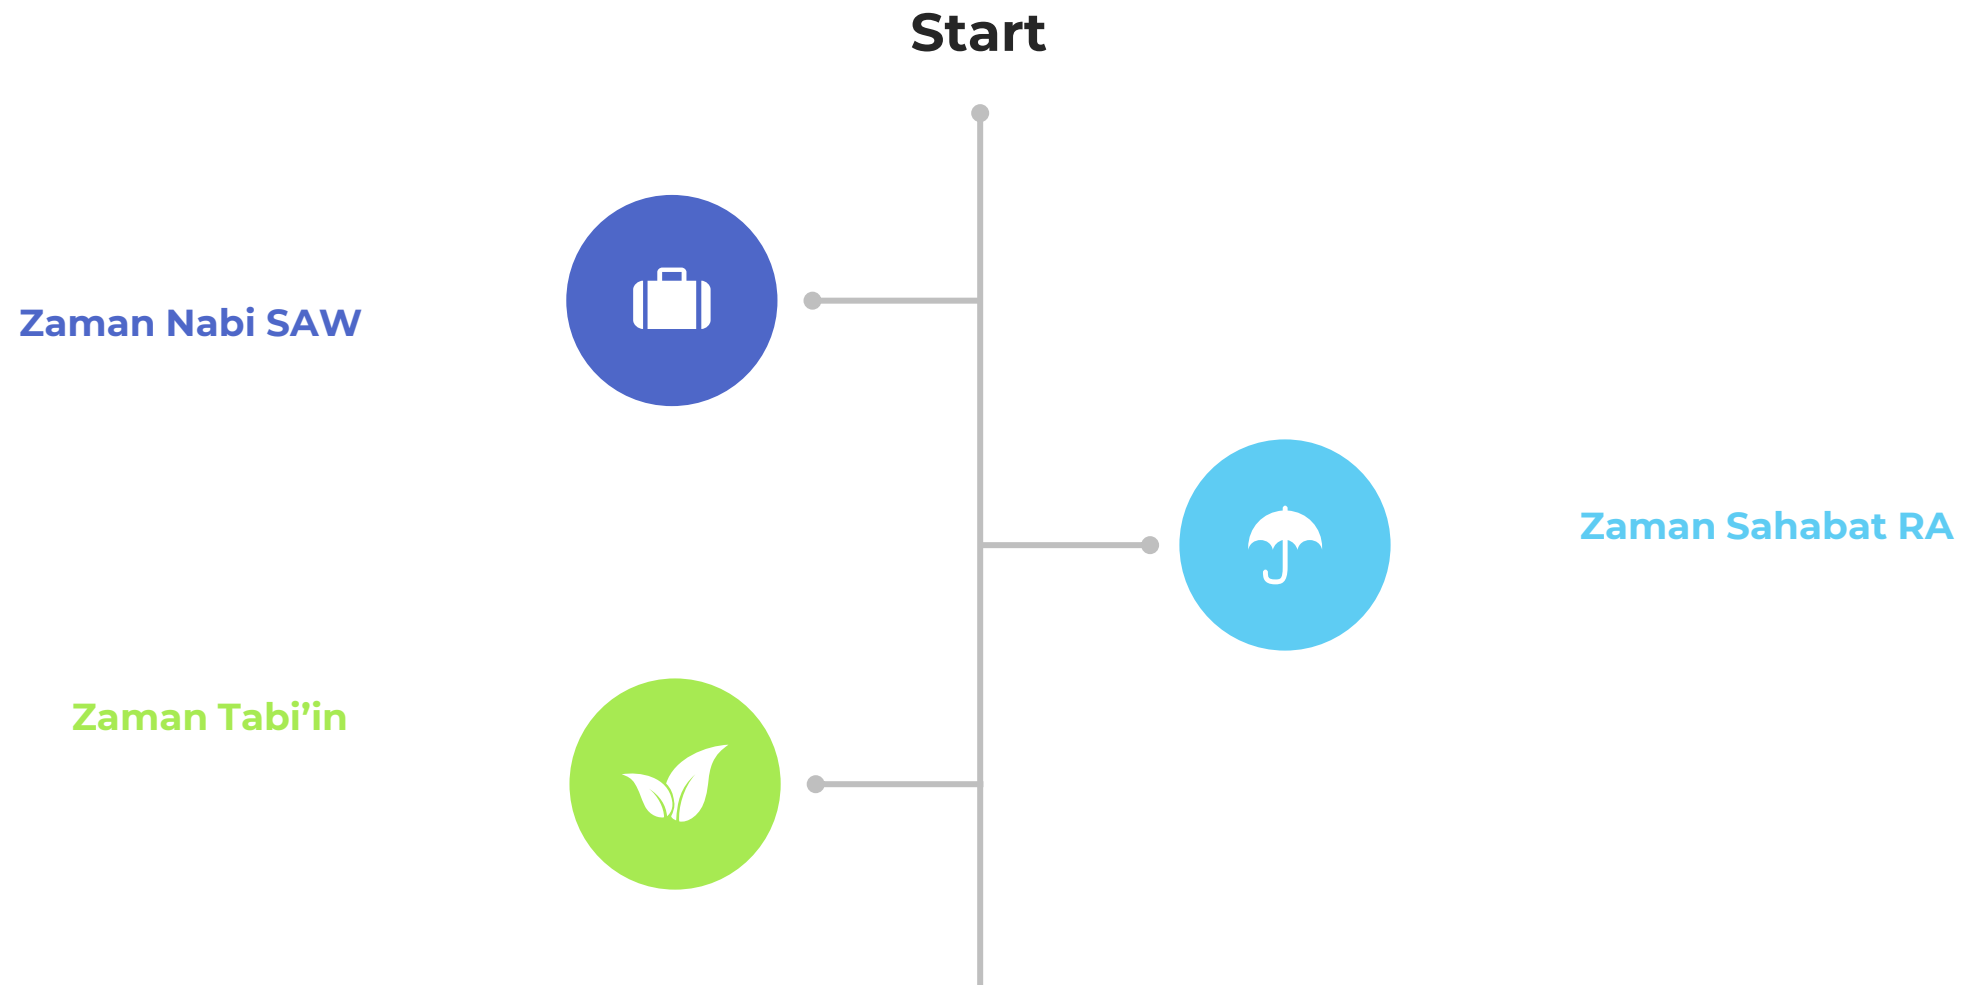 Start
Zaman Nabi SAW
Zaman Sahabat RA
Zaman Tabi’in